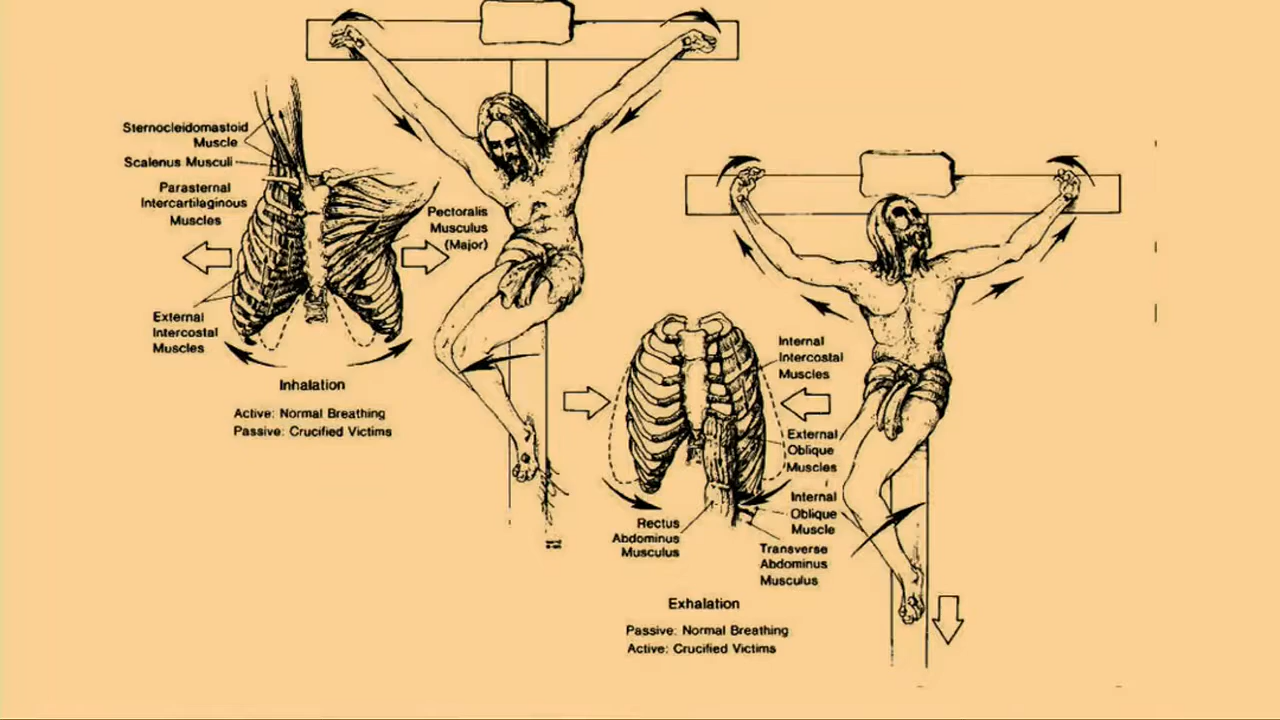 Sternocleidomastoid
Muscle
Scalenus Musculi
Parasternal
Intercartilaginous
Muscles
Pectoralis
Musculus
(Major)
External
Intercostal
Muscles
Inhalation
Active: Normal Breathing
Passive: Crucified Victims
Internal
Intercostal
Muscles
External
Oblique
Muscles
Internal
Oblique
Muscle
Rectus
Abdominus
Musculus
Transverse
Abdominus
Musculus
Exhalation
Passive: Normal Breathing
Active: Crucified Victims